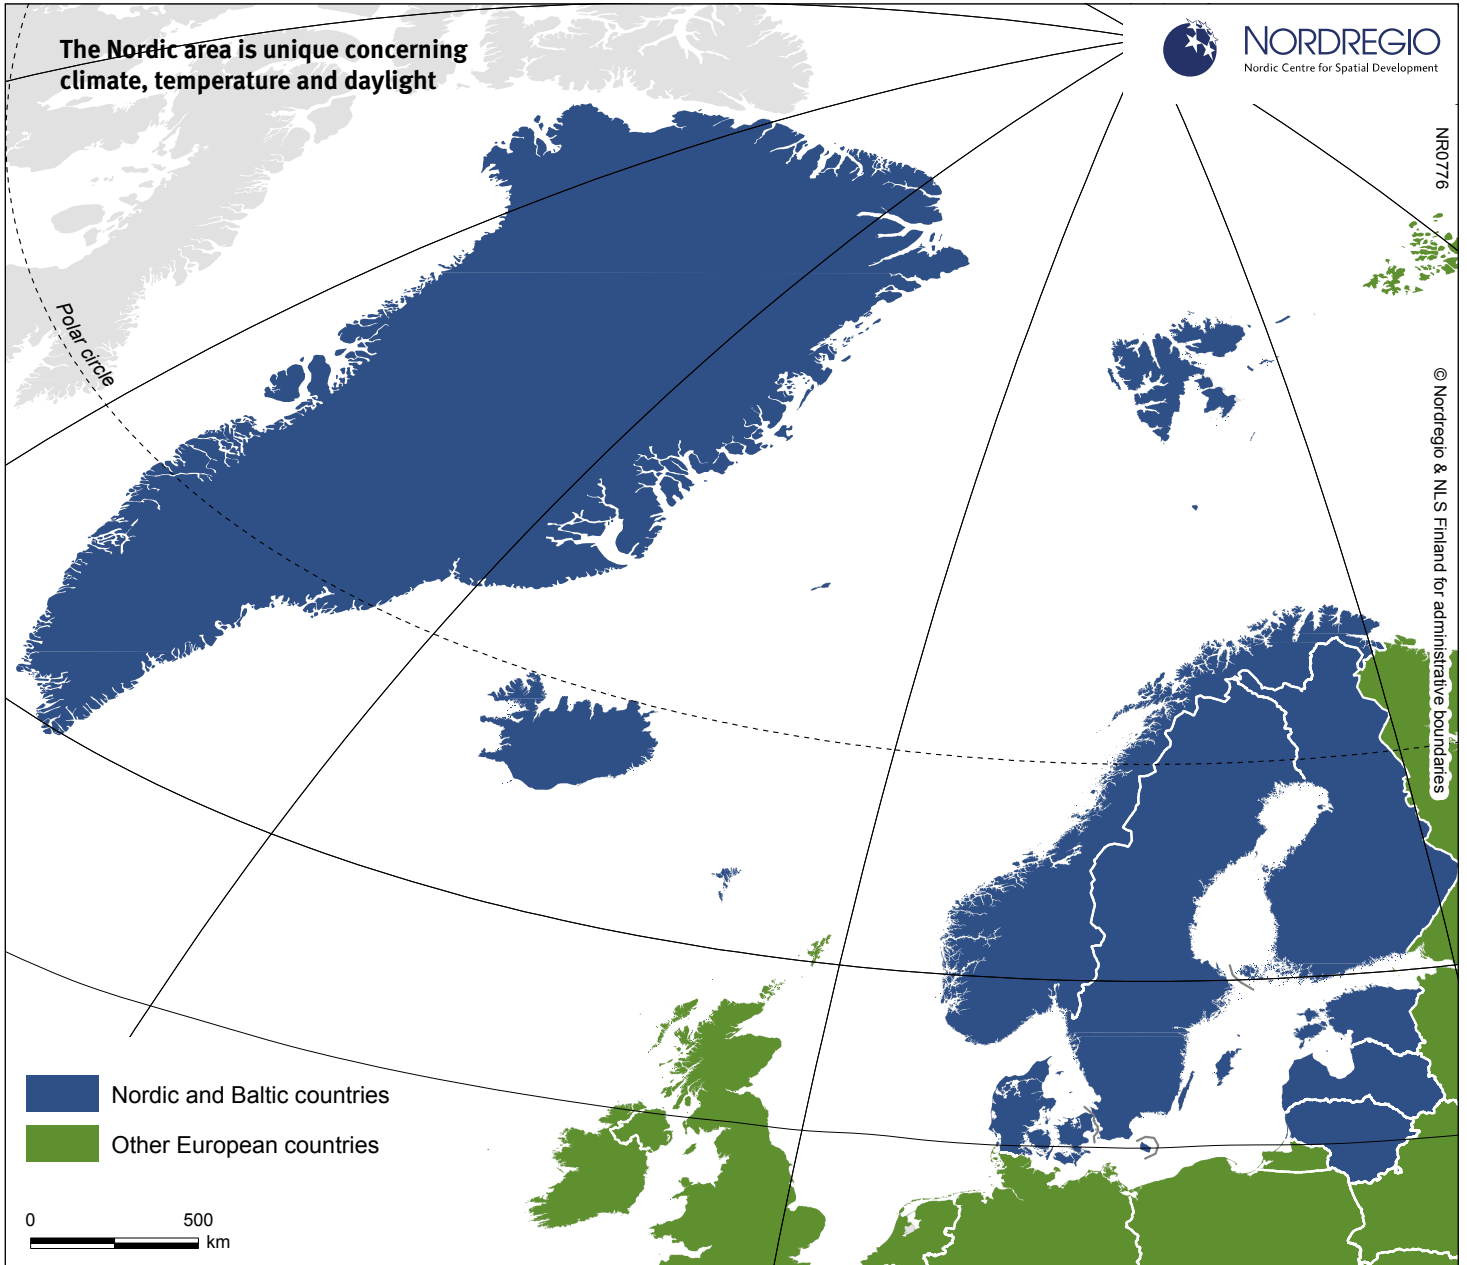 The Nordic area is unique concerning
climate, temperature and daylight
NORDREGIO
Nordic Centre for Spatial Development
NR0776
© Nordregio & NLS Finland for administrative boundaries
Polar circle
Nordic and Baltic countries
Other European countries
0 500
km